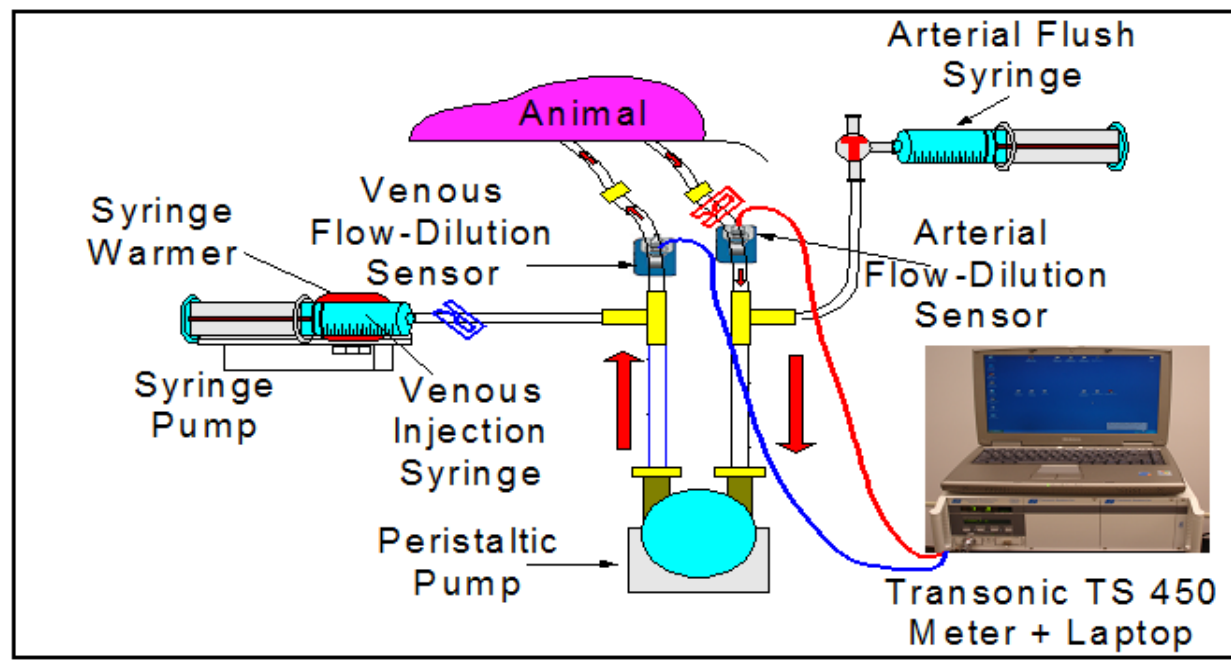 Arterial Flush
Syringe
Animal
Venous
Flow-Dilution
Sensor
Syringe
Warmer
Arterial
Flow-Dilution
Sensor
Syringe
Pump
Venous
Injection
Syringe
Peristaltic
Pump
Transonic TS 450
Meter + Laptop